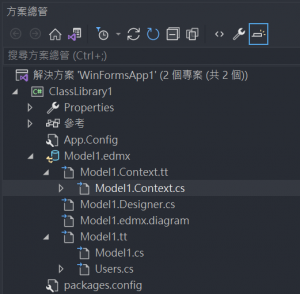 方案總管
搜尋方案總管 (Ctrl+;)
解決方案 'WinFormsApp1' (2 個專案 (共 2 個))
ClassLibrary1
Properties
參考
App.Config
Model1.edmx
Model1.Context.tt
Model1.Context.cs
Model1.Designer.cs
Model1.edmx.diagram
Model1.tt
Model1.cs
Users.cs
packages.config